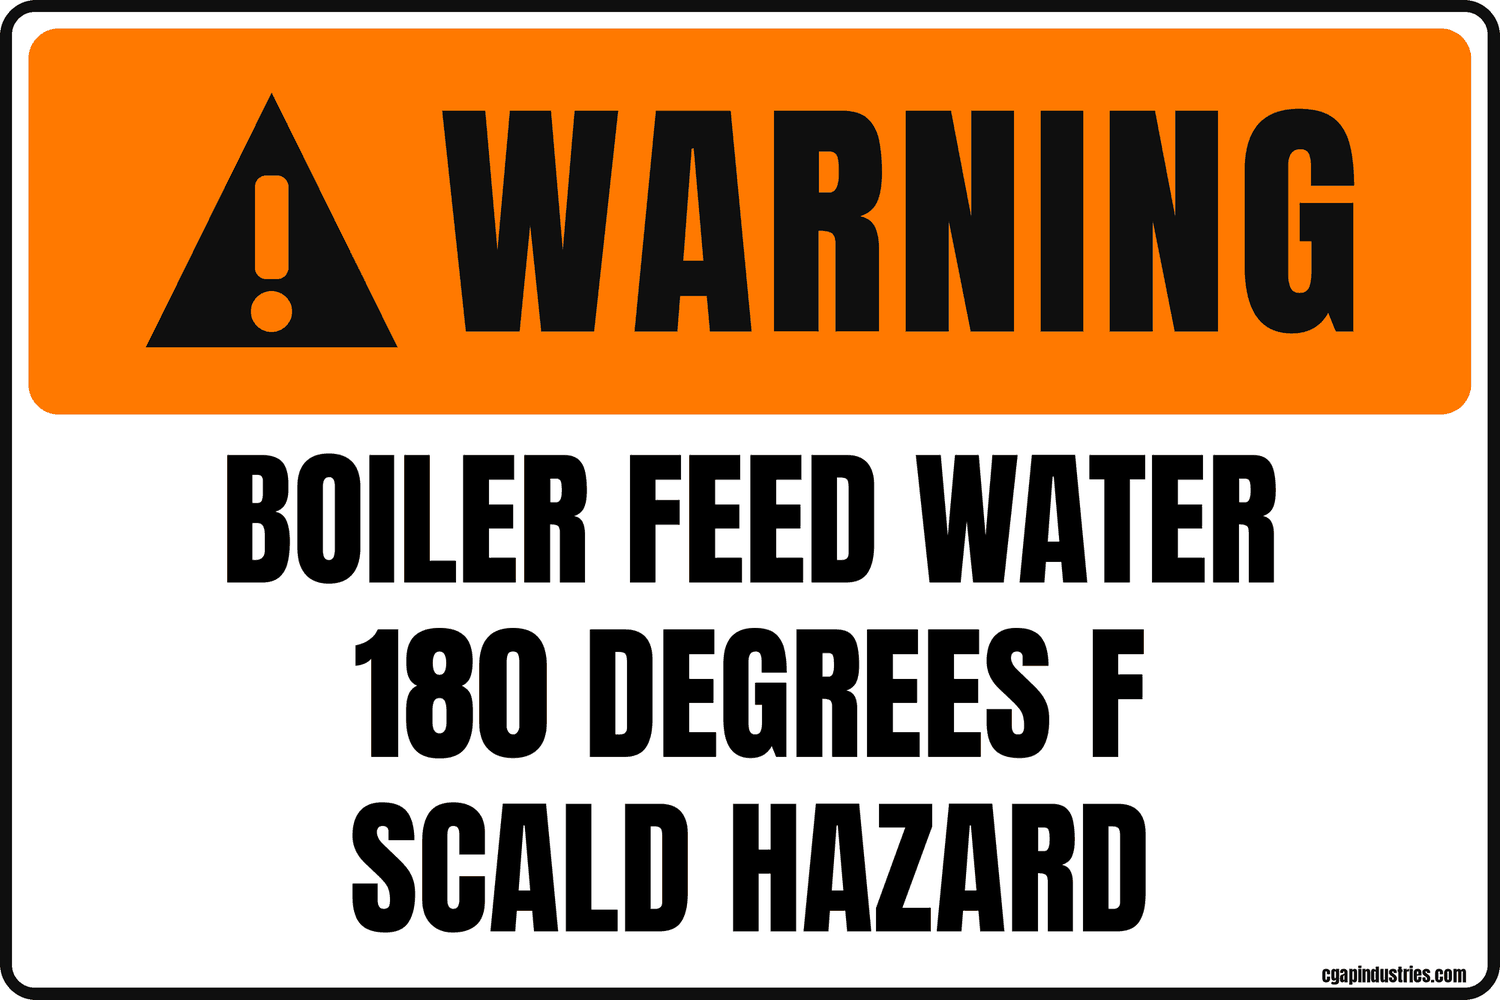 WARNING
BOILER FEED WATER
180 DEGREES F
SCALD HAZARD
cgapindustries.com